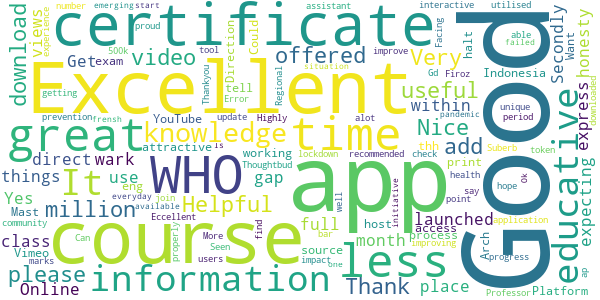 number emerging start assistant interactive utilised
certificate
download Views experience proud 500k tool improve Facing halt
Get exam Direction Could Regional
offered Very Gd Firoz
able failed Want Secondly honesty
Excellent video tell Error Thankyou situation
Indonesia downloaded
getting useful within
prevention frensh YouTube update Highly alot
Nice unique period express
great knowledge time
direct wark attractive is
working Thoughtbud lockdown recommended check pandemic
thh add Suberb token expecting
things It use eng everyday join gap
WHO app
print health say hope Ok
Yes million Helpful
Mast Eccellent available well initiative point application
community Can Vimeo marks properly More Seen users find
full bar host launched access improving
class course source impact one month process
less Arch progress ap
please information Thank place
Online Professor Platform
Good educative